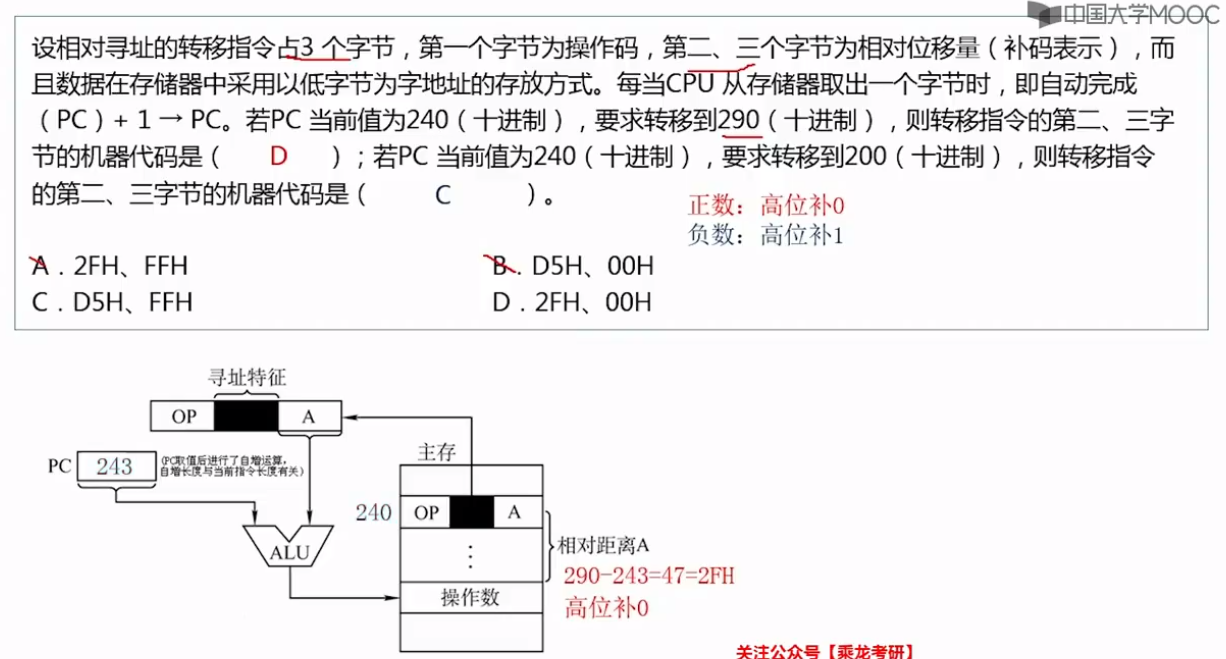 中国大学MOOC
设相对寻址的转移指令占3 个字节，第一个字节为操作码，第二、三个字节为相对位移量（补码表示），而
且数据在存储器中采用以低字节为字地址的存放方式。每当CPU 从存储器取出一个字节时，即自动完成
（PC）+ 1 → PC。若PC 当前值为240（十进制），要求转移到290（十进制），则转移指令的第二、三字
节的机器代码是（ D ）；若PC 当前值为240（十进制），要求转移到200（十进制），则转移指令
的第二、三字节的机器代码是（ C ）。
正数：高位补0
负数：高位补1
A．2FH、FFH
B．D5H、00H
C．D5H、FFH
D．2FH、00H
寻址特征
OP
A
PC
243
(PC取值后进行了自增运算，
自增长度与当前指令长度有关)
ALU
主存
240
OP
A
⋮
操作数
相对距离A
290-243=47=2FH
高位补0
关注公众号【乘龙考研】